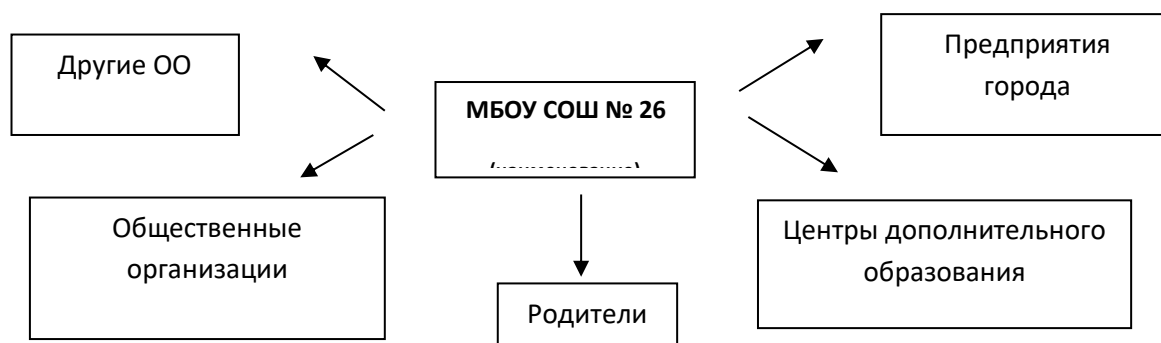 Другие ОО
Предприятия
города
МБОУ СОШ № 26
Общественные
организации
Центры дополнительного
образования
Родители